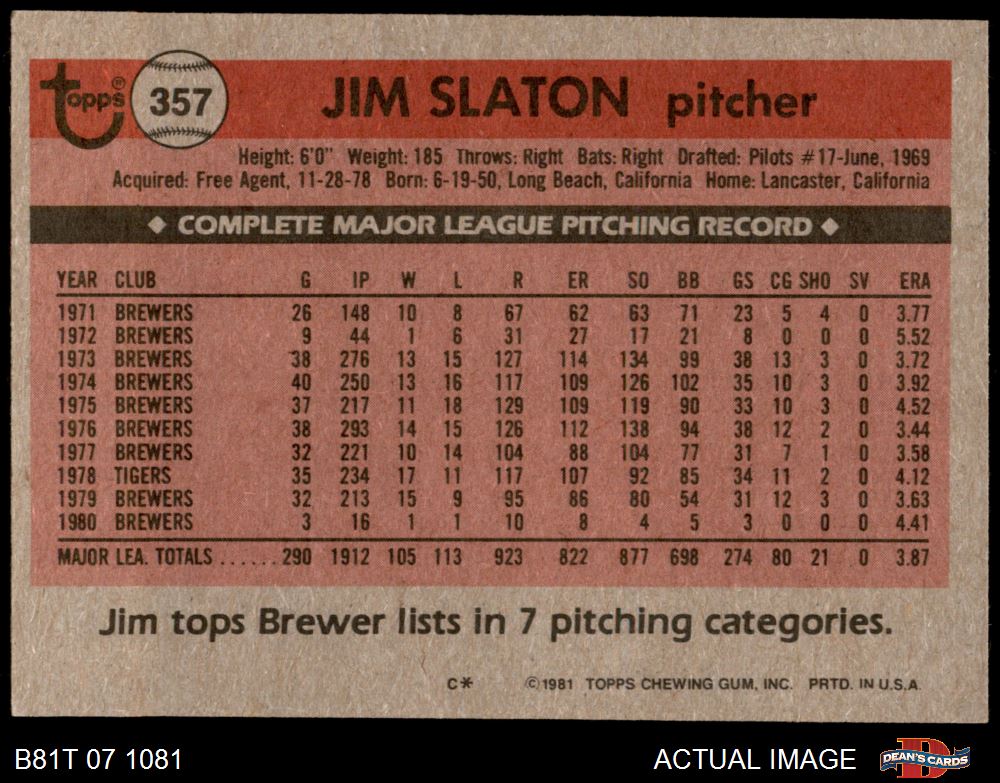 Topps® 357 JIM SLATON pitcher
Height: 6'0" Weight: 185 Throws: Right Bats: Right Drafted: Pilots #17-June, 1969
Acquired: Free Agent, 11-28-78 Born: 6-19-50, Long Beach, California Home: Lancaster, California
◆ COMPLETE MAJOR LEAGUE PITCHING RECORD ◆
YEAR CLUB G IP W L R ER SO BB GS CG SHO SV ERA
1971 BREWERS 26 148 10 8 67 62 63 71 23 5 4 0 3.77
1972 BREWERS 9 44 1 6 31 27 17 21 8 0 0 0 5.52
1973 BREWERS 38 276 13 15 127 114 134 99 38 13 3 0 3.72
1974 BREWERS 40 250 13 16 117 109 126 102 35 10 3 0 3.92
1975 BREWERS 37 217 11 18 129 109 119 90 33 10 3 0 4.52
1976 BREWERS 38 293 14 15 126 112 138 94 38 12 2 0 3.44
1977 BREWERS 32 221 10 14 104 88 104 77 31 7 1 0 3.58
1978 TIGERS 35 234 17 11 117 107 92 85 34 11 2 0 4.12
1979 BREWERS 32 213 15 9 95 86 80 54 31 12 3 0 3.63
1980 BREWERS 3 16 1 1 10 8 4 5 3 0 0 0 4.41
MAJOR LEA. TOTALS ...... 290 1912 105 113 923 822 877 698 274 80 21 0 3.87
Jim tops Brewer lists in 7 pitching categories.
C* ©1981 TOPPS CHEWING GUM, INC. PRTD. IN U.S.A.
B81T 07 1081 ACTUAL IMAGE DEAN'S CARDS